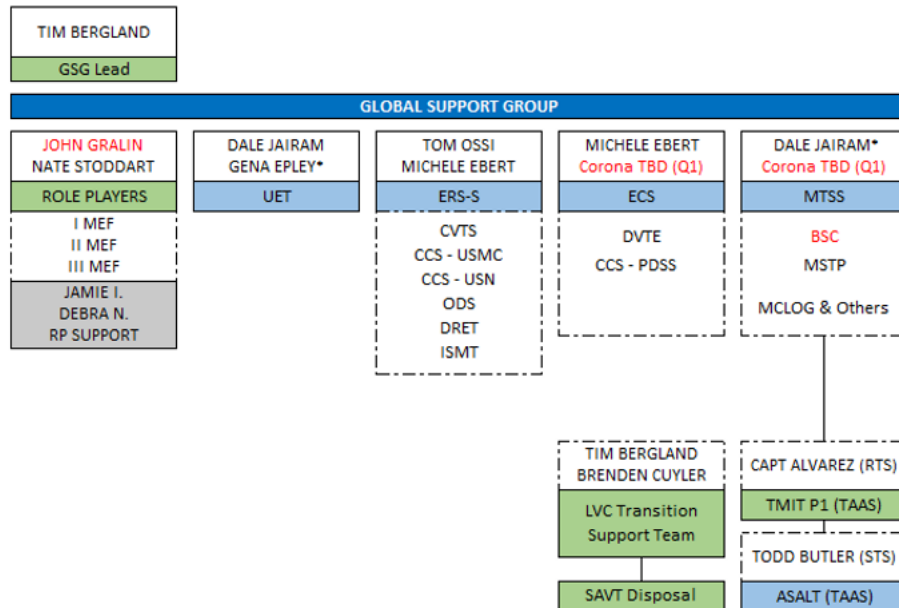 TIM BERGLAND
GSG Lead
GLOBAL SUPPORT GROUP
JOHN GRALIN
NATE STODDART
ROLE PLAYERS
I MEF
II MEF
III MEF
JAMIE I.
DEBRA N.
RP SUPPORT
DALE JAIRAM
GENA EPLEY*
UET
TOM OSSI
MICHELE EBERT
ERS-S
CVTS
CCS - USMC
CCS - USN
ODS
DRET
ISMT
MICHELE EBERT
Corona TBD (Q1)
ECS
DVTE
CCS - PDSS
DALE JAIRAM*
Corona TBD (Q1)
MTSS
BSC
MSTP
MCLOG & Others
TIM BERGLAND
BRENDEN CUYLER
LVC Transition
Support Team
SAVT Disposal
CAPT ALVAREZ (RTS)
TMIT P1 (TAAS)
TODD BUTLER (STS)
ASALT (TAAS)